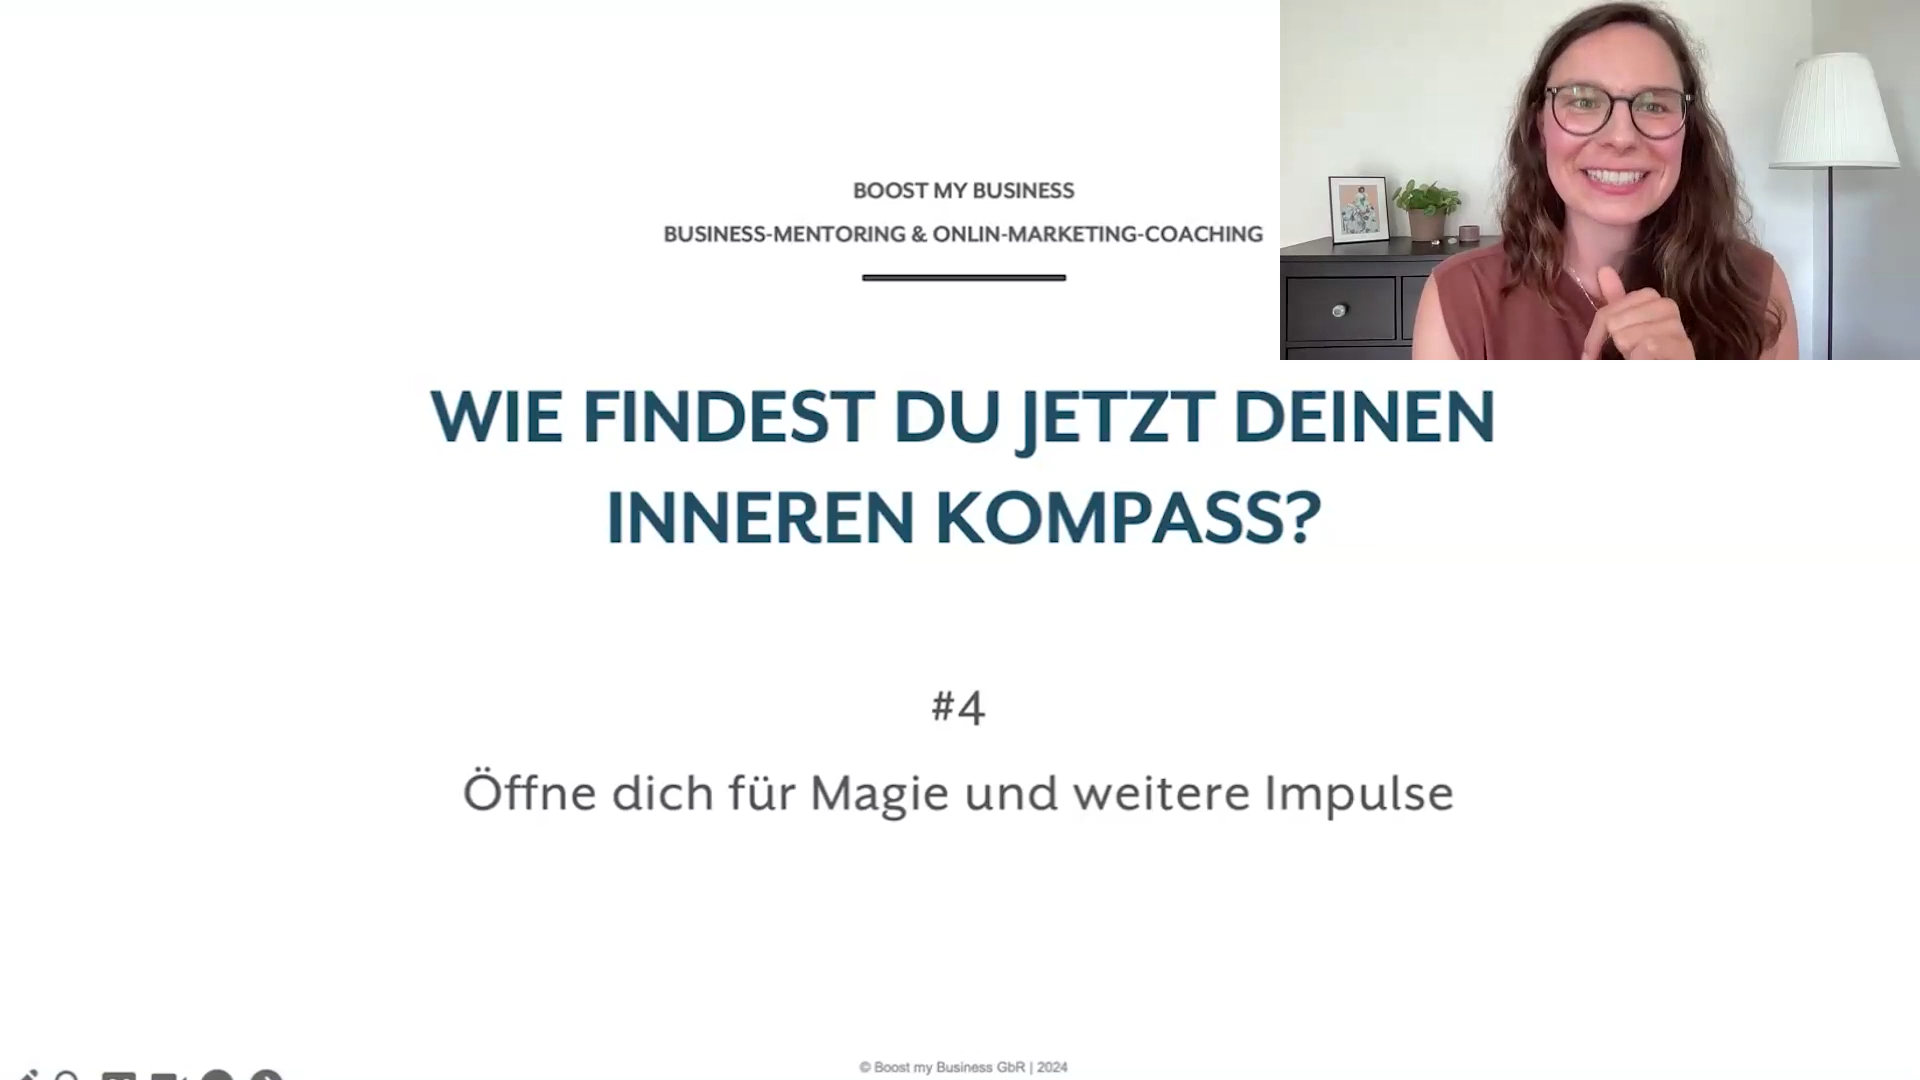 BOOST MY BUSINESS
BUSINESS-MENTORING & ONLIN-MARKETING-COACHING
WIE FINDEST DU JETZT DEINEN
INNEREN KOMPASS?
#4
Öffne dich für Magie und weitere Impulse
© Boost my Business GbR | 2024